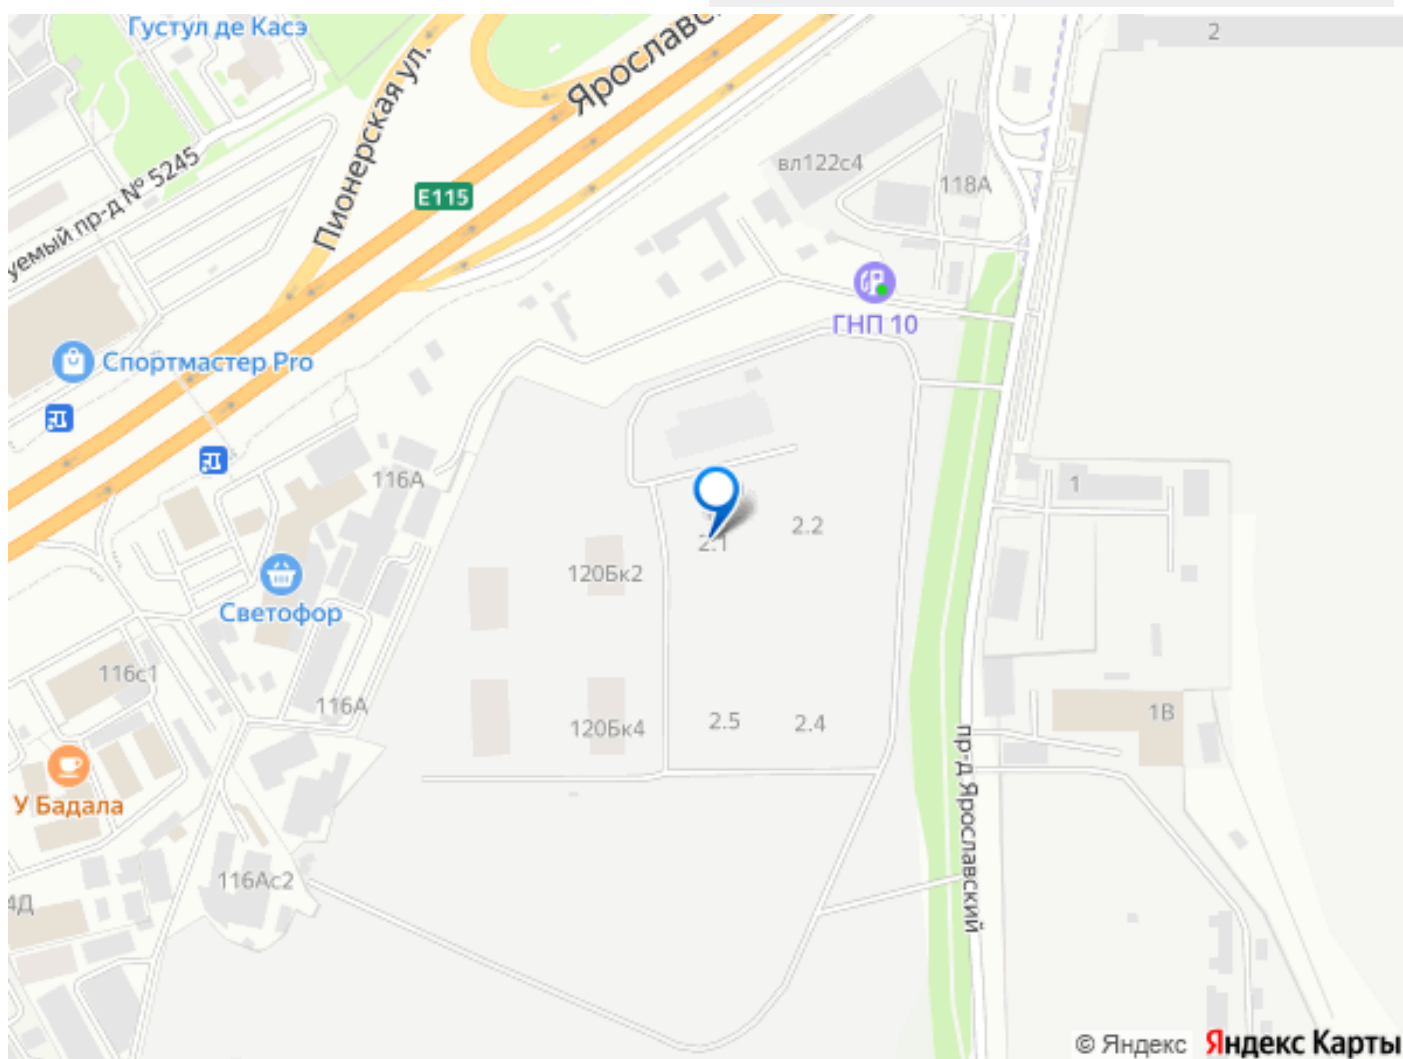 Густул де Касэ
Ярославс
2
Пионерская ул.
вл122с4
118А
уемый пр-д № 5245
E115
ГНП 10
Спортмастер Pro
116А
1
2.1
2.2
120Бк2
Светофор
116с1
116А
120Бк4
2.5
2.4
1В
пр-д Ярославский
У Бадала
116Ас2
4Д
© Яндекс Яндекс Карты